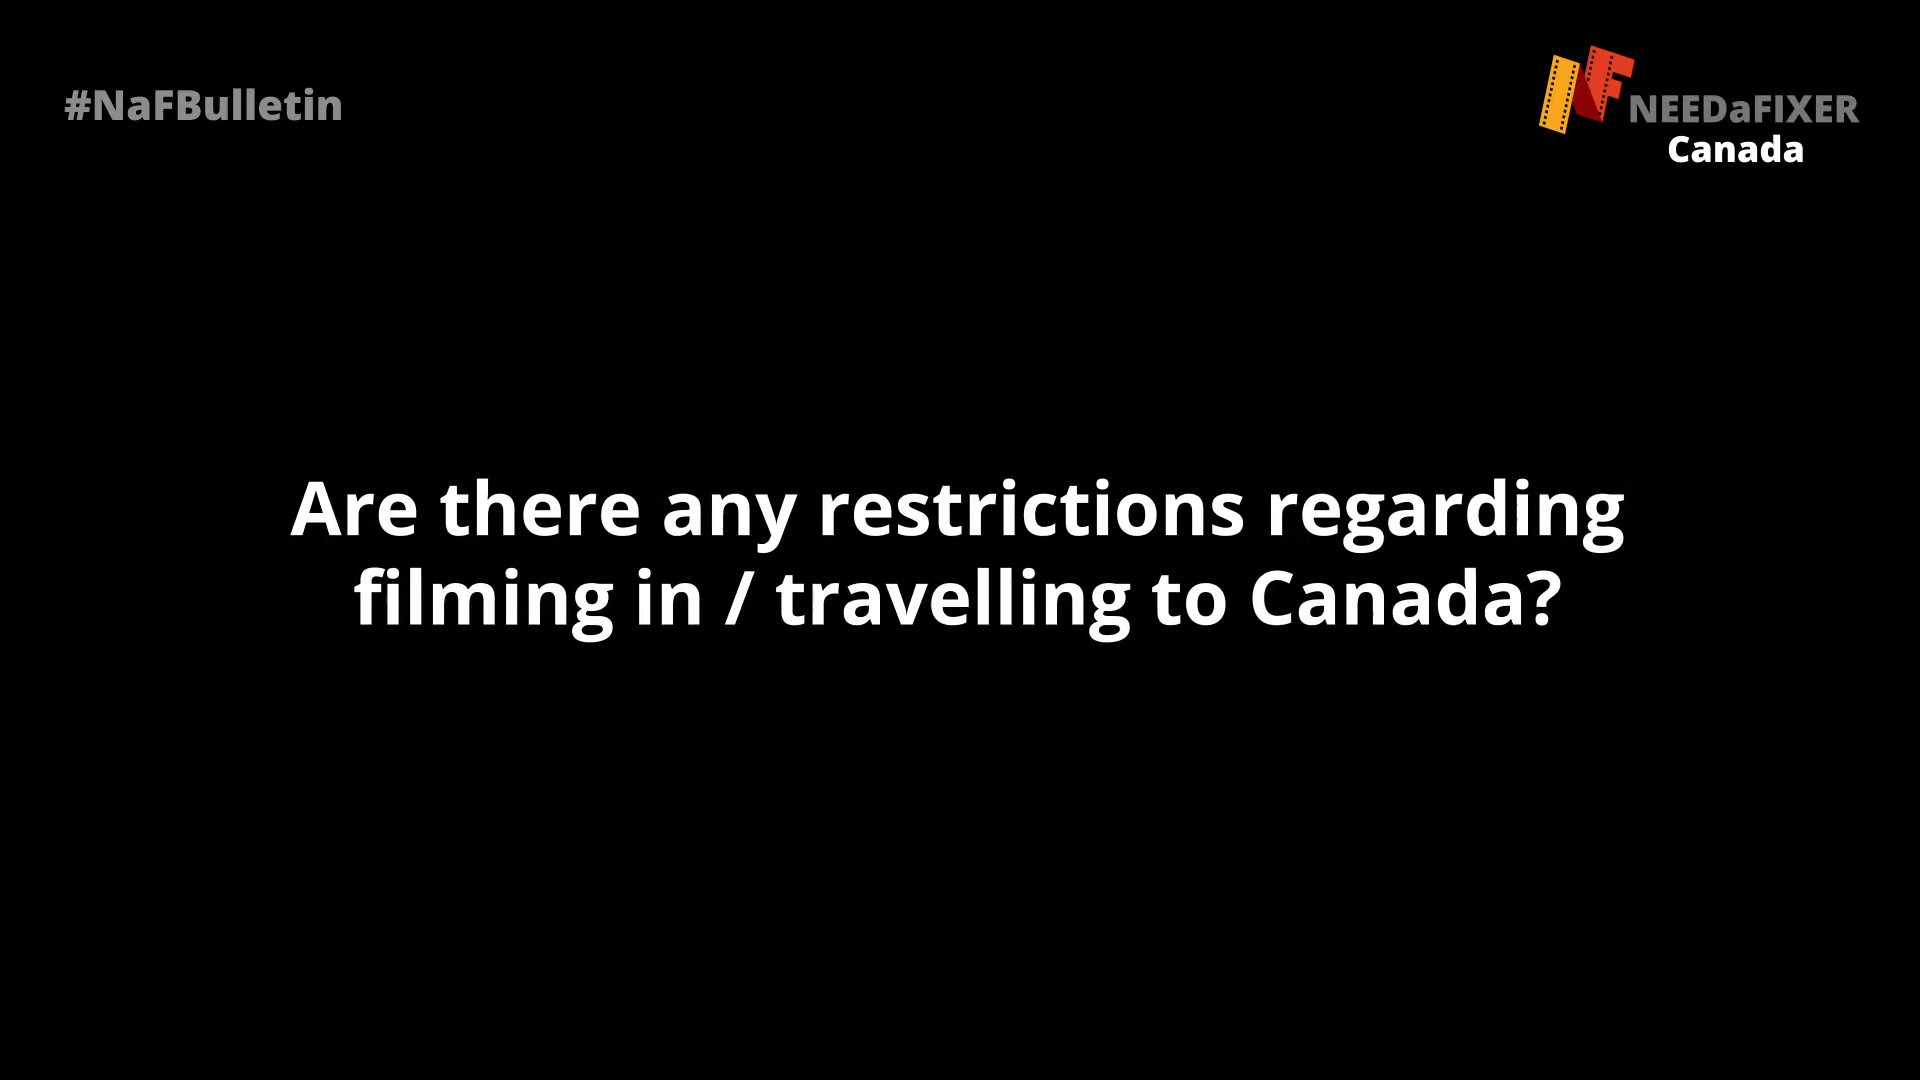 #NaFBulletin
NEEDaFIXER
Canada
Are there any restrictions regarding
filming in / travelling to Canada?